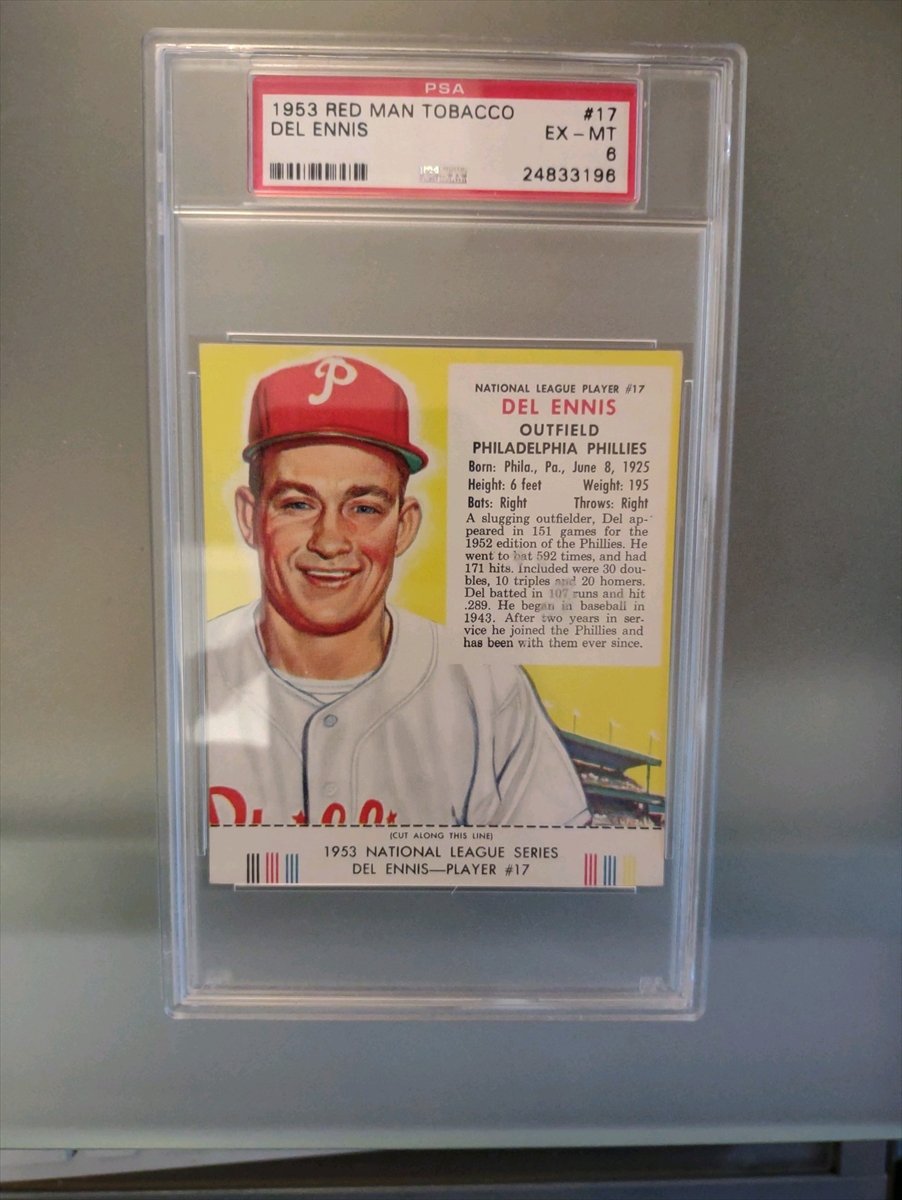 PSA
1953 RED MAN TOBACCO #17
DEL ENNIS EX - MT
6
24833196
P
NATIONAL LEAGUE PLAYER #17
DEL ENNIS
OUTFIELD
PHILADELPHIA PHILLIES
Born: Phila., Pa., June 8, 1925
Height: 6 feet Weight: 195
Bats: Right Throws: Right
A slugging outfielder, Del ap-
peared in 151 games for the
1952 edition of the Phillies. He
went to bat 592 times, and had
171 hits. Included were 30 dou-
bles, 10 triples and 20 homers.
Del batted in 107 runs and hit
.289. He began in baseball in
1943. After two years in ser-
vice he joined the Phillies and
has been with them ever since.
(CUT ALONG THIS LINE)
1953 NATIONAL LEAGUE SERIES
DEL ENNIS—PLAYER #17